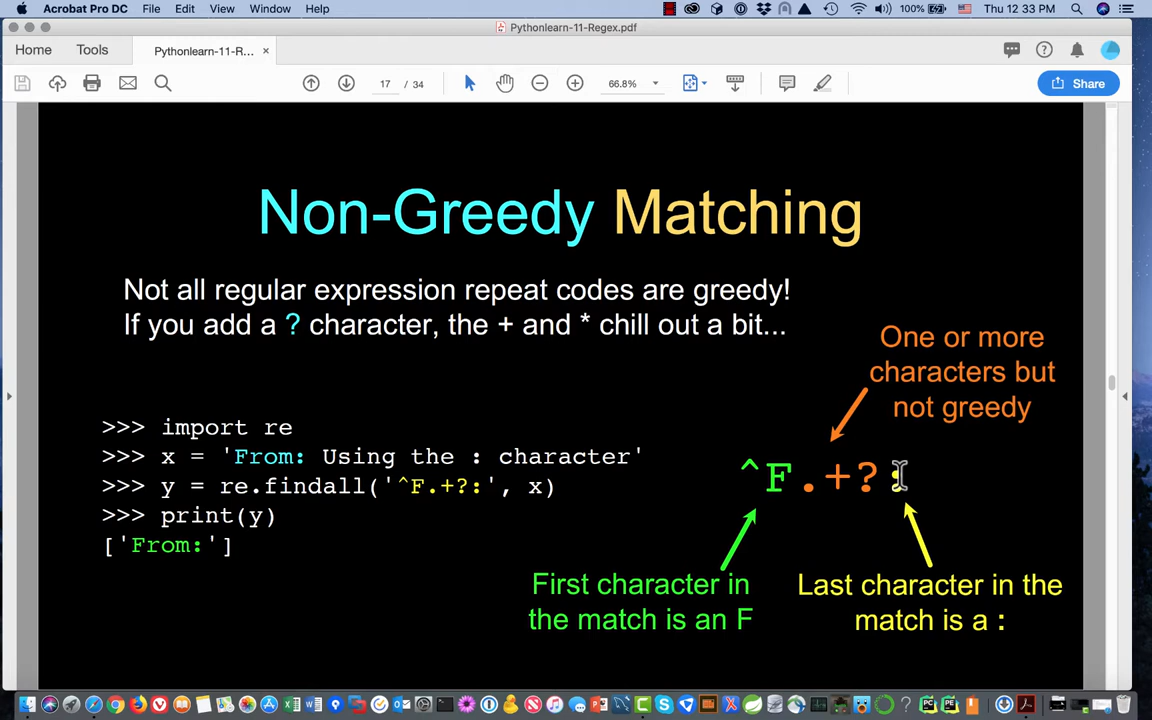 Acrobat Pro DC File Edit View Window Help 100% Thu 12 33 PM
Pythonlearn-11-Regex.pdf
Home Tools Pythonlearn-11-R... ×
17 / 34 66.8% Share
Non-Greedy Matching
Not all regular expression repeat codes are greedy!
If you add a ? character, the + and * chill out a bit...
One or more
characters but
not greedy
>>> import re
>>> x = 'From: Using the : character'
>>> y = re.findall('^F.+?:', x)
>>> print(y)
['From:']
^F.+?:
First character in
the match is an F
Last character in the
match is a :